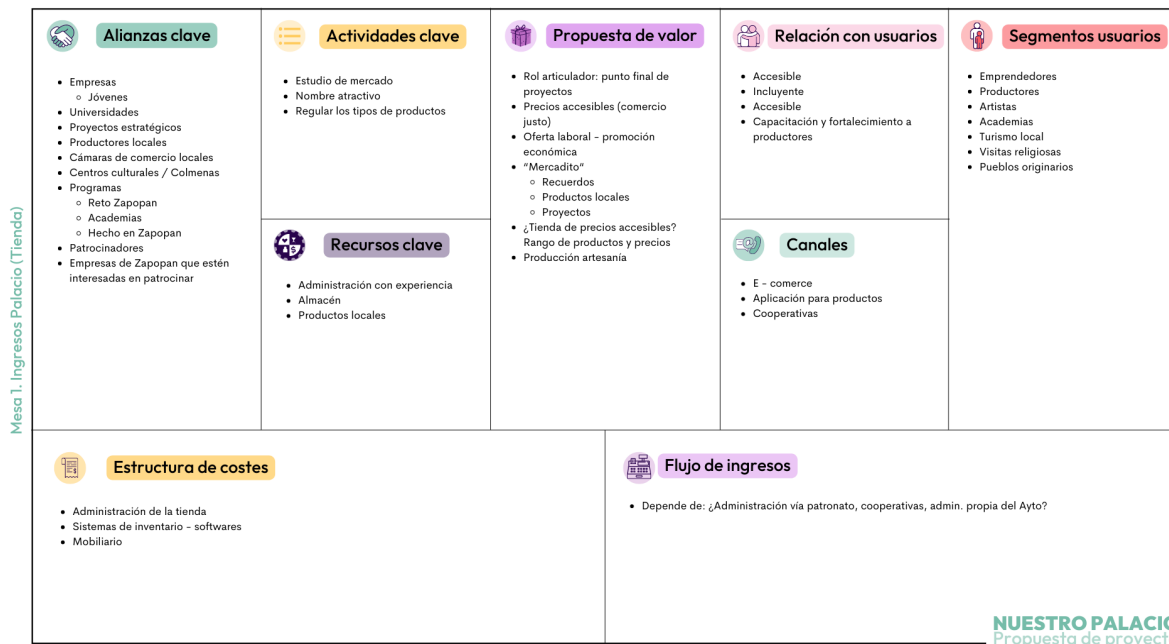 Mesa 1. Ingresos Palacio (Tienda)
Alianzas clave
Empresas
Jóvenes
Universidades
Proyectos estratégicos
Productores locales
Cámaras de comercio locales
Centros culturales / Colmenas
Programas
Reto Zapopan
Academias
Hecho en Zapopan
Patrocinadores
Empresas de Zapopan que estén
interesadas en patrocinar
Actividades clave
Estudio de mercado
Nombre atractivo
Regular los tipos de productos
Recursos clave
Administración con experiencia
Almacén
Productos locales
Propuesta de valor
Rol articulador: punto final de
proyectos
Precios accesibles (comercio
justo)
Oferta laboral - promoción
económica
"Mercadito"
Recuerdos
Productos locales
Proyectos
¿Tienda de precios accesibles?
Rango de productos y precios
Producción artesanía
Relación con usuarios
Accesible
Incluyente
Accesible
Capacitación y fortalecimiento a
productores
Canales
E - comerce
Aplicación para productos
Cooperativas
Segmentos usuarios
Emprendedores
Productores
Artistas
Academias
Turismo local
Visitas religiosas
Pueblos originarios
Estructura de costes
Administración de la tienda
Sistemas de inventario - softwares
Mobiliario
Flujo de ingresos
Depende de: ¿Administración vía patronato, cooperativas, admin. propia del Ayto?
NUESTRO PALACIO
Propuesta de proyect